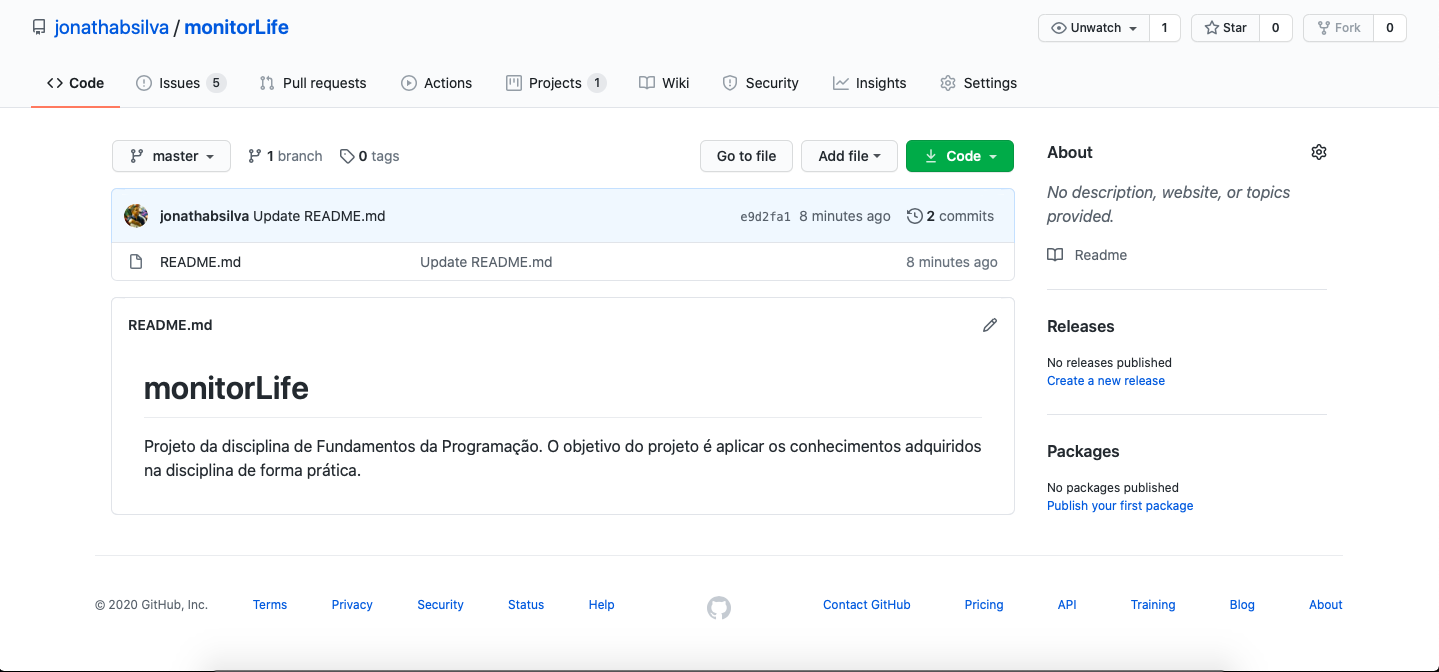 jonathabsilva / monitorLife
Unwatch 1 Star 0 Fork 0
Code Issues 5 Pull requests Actions Projects 1 Wiki Security Insights Settings
master 1 branch 0 tags Go to file Add file Code
jonathabsilva Update README.md e9d2fa1 8 minutes ago 2 commits
README.md Update README.md 8 minutes ago
README.md
monitorLife
Projeto da disciplina de Fundamentos da Programação. O objetivo do projeto é aplicar os conhecimentos adquiridos
na disciplina de forma prática.
About
No description, website, or topics
provided.
Readme
Releases
No releases published
Create a new release
Packages
No packages published
Publish your first package
© 2020 GitHub, Inc. Terms Privacy Security Status Help Contact GitHub Pricing API Training Blog About